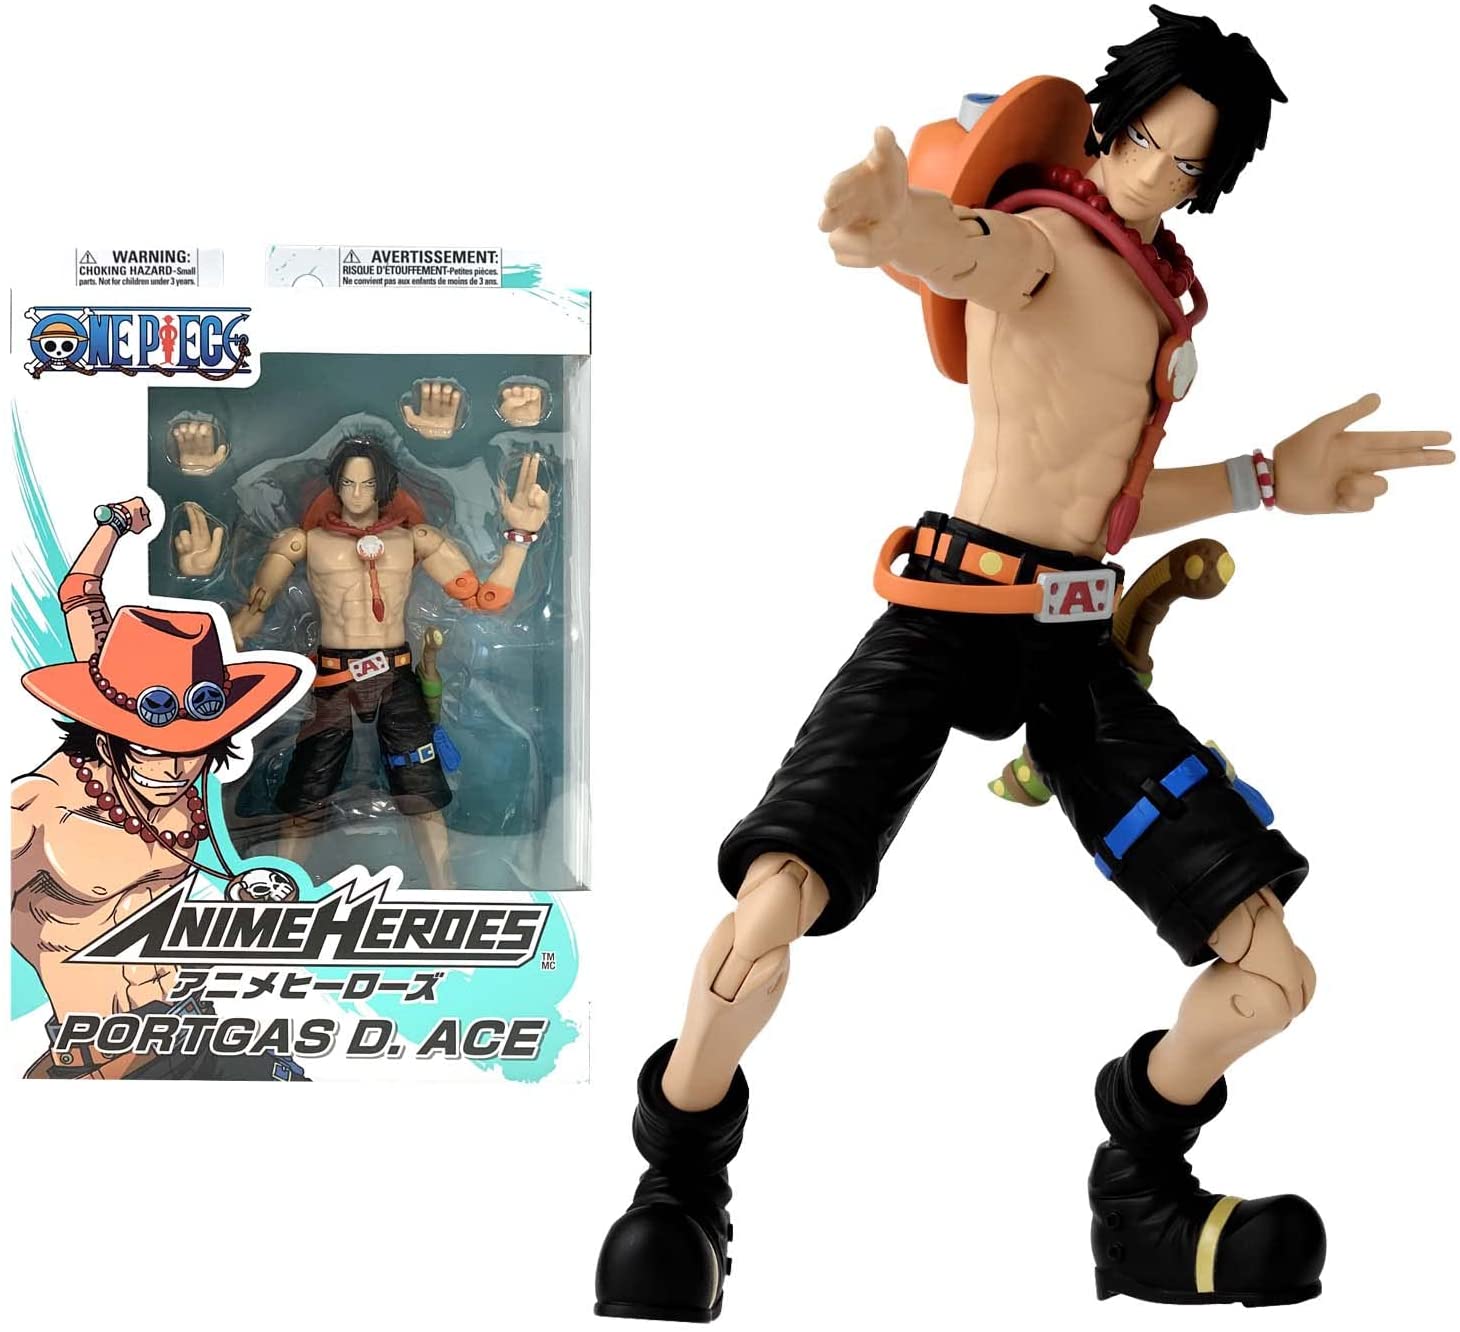 WARNING:
CHOKING HAZARD-Small
parts. Not for children under 3 years.
AVERTISSEMENT:
RISQUE D'ÉTOUFFEMENT-Petites pièces.
Ne convient pas aux enfants de moins de 3 ans.
ONE PIECE
A
ANIME HEROES
TM
MC
アニメヒーローズ
PORTGAS D. ACE
A